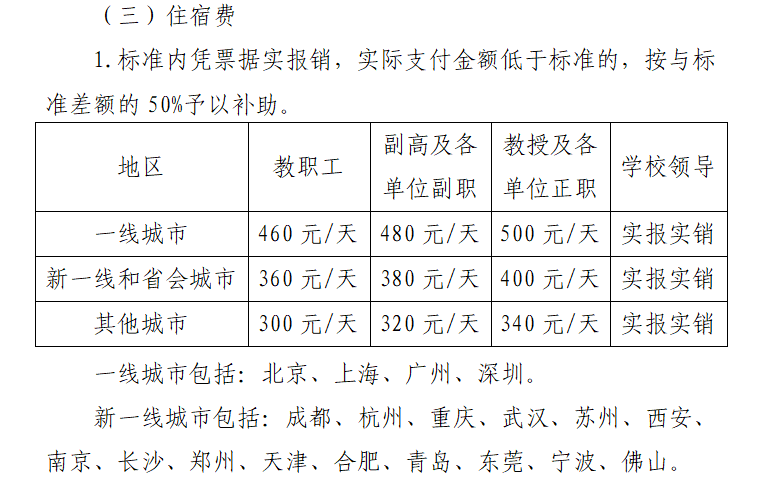 （三）住宿费
1.标准内凭票据实报销，实际支付金额低于标准的，按与标
准差额的 50%予以补助。
地区 教职工 副高及各单位副职 教授及各单位正职 学校领导
一线城市 460 元/天 480 元/天 500 元/天 实报实销
新一线和省会城市 360 元/天 380 元/天 400 元/天 实报实销
其他城市 300 元/天 320 元/天 340 元/天 实报实销
一线城市包括：北京、上海、广州、深圳。
新一线城市包括：成都、杭州、重庆、武汉、苏州、西安、
南京、长沙、郑州、天津、合肥、青岛、东莞、宁波、佛山。